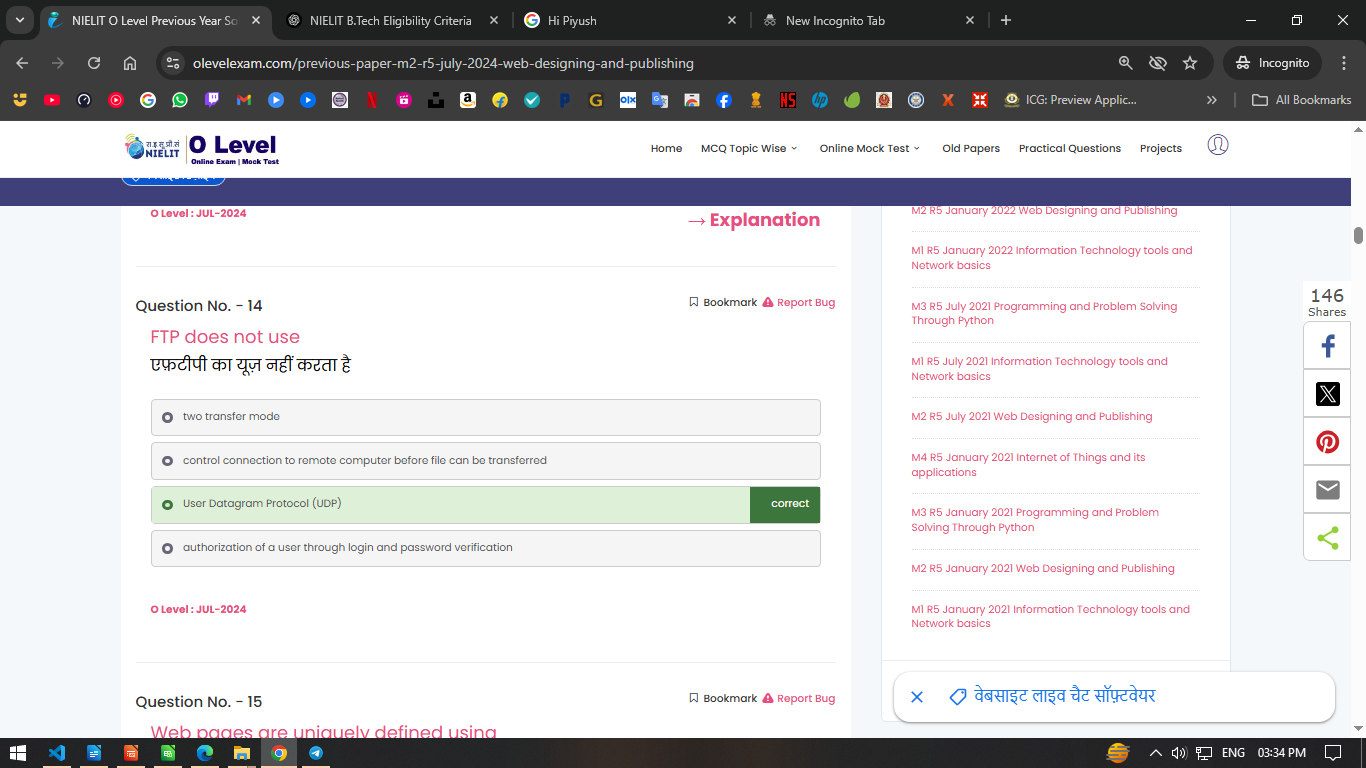 NIELIT O Level Previous Year So
NIELIT B.Tech Eligibility Criteria
Hi Piyush
New Incognito Tab
olevelexam.com/previous-paper-m2-r5-july-2024-web-designing-and-publishing
Incognito
ICG: Preview Applic...
All Bookmarks
रा.इ.सू.प्रौ.सं
NIELIT
O Level
Online Exam | Mock Test
Home
MCQ Topic Wise
Online Mock Test
Old Papers
Practical Questions
Projects
O Level : JUL-2024
→ Explanation
Question No. - 14
Bookmark
Report Bug
FTP does not use
एफ़टीपी का यूज़ नहीं करता है
two transfer mode
control connection to remote computer before file can be transferred
User Datagram Protocol (UDP)
correct
authorization of a user through login and password verification
O Level : JUL-2024
Question No. - 15
Bookmark
Report Bug
Web pages are uniquely defined using
M2 R5 January 2022 Web Designing and Publishing
M1 R5 January 2022 Information Technology tools and
Network basics
M3 R5 July 2021 Programming and Problem Solving
Through Python
M1 R5 July 2021 Information Technology tools and
Network basics
M2 R5 July 2021 Web Designing and Publishing
M4 R5 January 2021 Internet of Things and its
applications
M3 R5 January 2021 Programming and Problem
Solving Through Python
M2 R5 January 2021 Web Designing and Publishing
M1 R5 January 2021 Information Technology tools and
Network basics
146
Shares
वेबसाइट लाइव चैट सॉफ़्टवेयर
ENG
03:34 PM